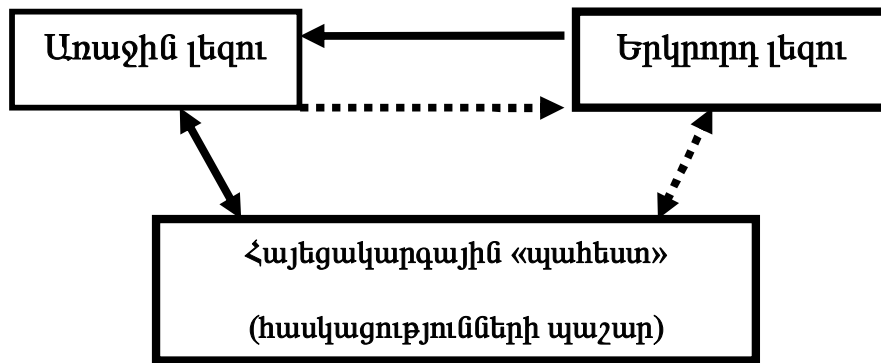 Առաջին լեզու
Երկրորդ լեզու
Հայեցակարգային «պահեստ»
(հասկացությունների պաշար)